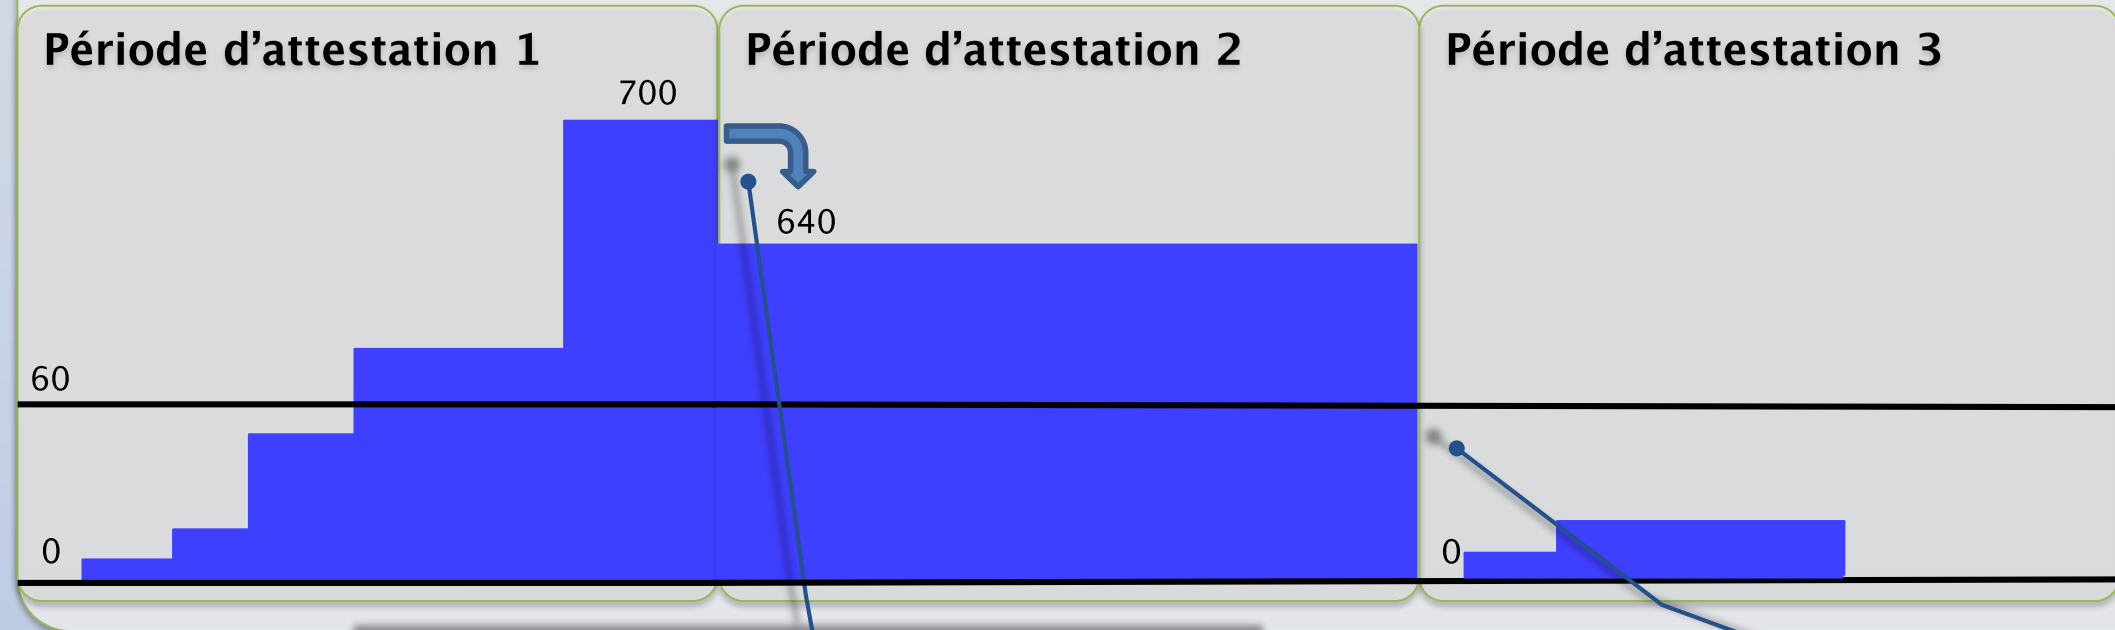 Période d’attestation 1
Période d’attestation 2
Période d’attestation 3
700
640
60
0
0